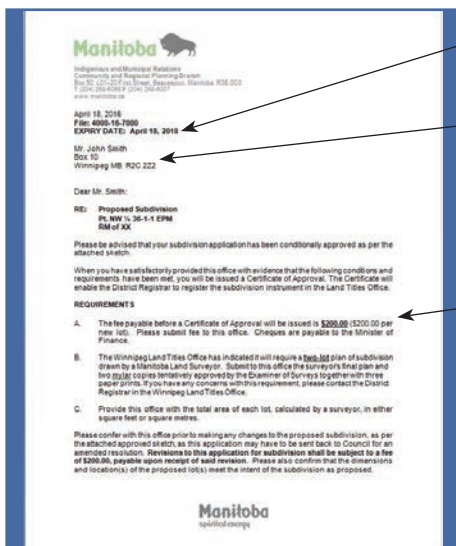 Manitoba
Indigenous and Municipal Relations
Community and Regional Planning Branch
Box 50, L01-20 First Street, Beausejour, Manitoba R0E 0C0
www.manitoba.ca
April 18, 2016
File: 4000-16-7000
EXPIRY DATE: April 18, 2018
Mr. John Smith
Box 10
Winnipeg MB R2C 2Z2
Dear Mr. Smith:
RE: Proposed Subdivision
Pt. NW ¼ 36-1-1 EPM
RM of XX
Please be advised that your subdivision application has been conditionally approved as per the
attached sketch.
When you have satisfactorily provided this office with evidence that the following conditions and
requirements have been met, you will be issued a Certificate of Approval. The Certificate will
enable the District Registrar to register the subdivision instrument in the Land Titles Office.
REQUIREMENTS
A. The fee payable before a Certificate of Approval will be issued is $200.00 ($200.00 per
new lot). Please submit fee to this office. Cheques are payable to the Minister of
Finance.
B. The Winnipeg Land Titles Office has indicated it will require a two-lot plan of subdivision
drawn by a Manitoba Land Surveyor. Submit to this office the surveyor's final plan and
two mylar copies tentatively approved by the Examiner of Surveys together with three
paper prints. If you have any concerns with this requirement, please contact the District
Registrar in the Winnipeg Land Titles Office.
C. Provide this office with the total area of each lot, calculated by a surveyor, in either
square feet or square metres.
Please confer with this office prior to making any changes to the proposed subdivision, as per
the attached approved sketch, as this application may have to be sent back to Council for an
amended resolution. Revisions to this application for subdivision shall be subject to a fee
of $200.00, payable upon receipt of said revision. Please also confirm that the dimensions
and location(s) of the proposed lot(s) meet the intent of the subdivision as proposed.
Manitoba
spirited energy